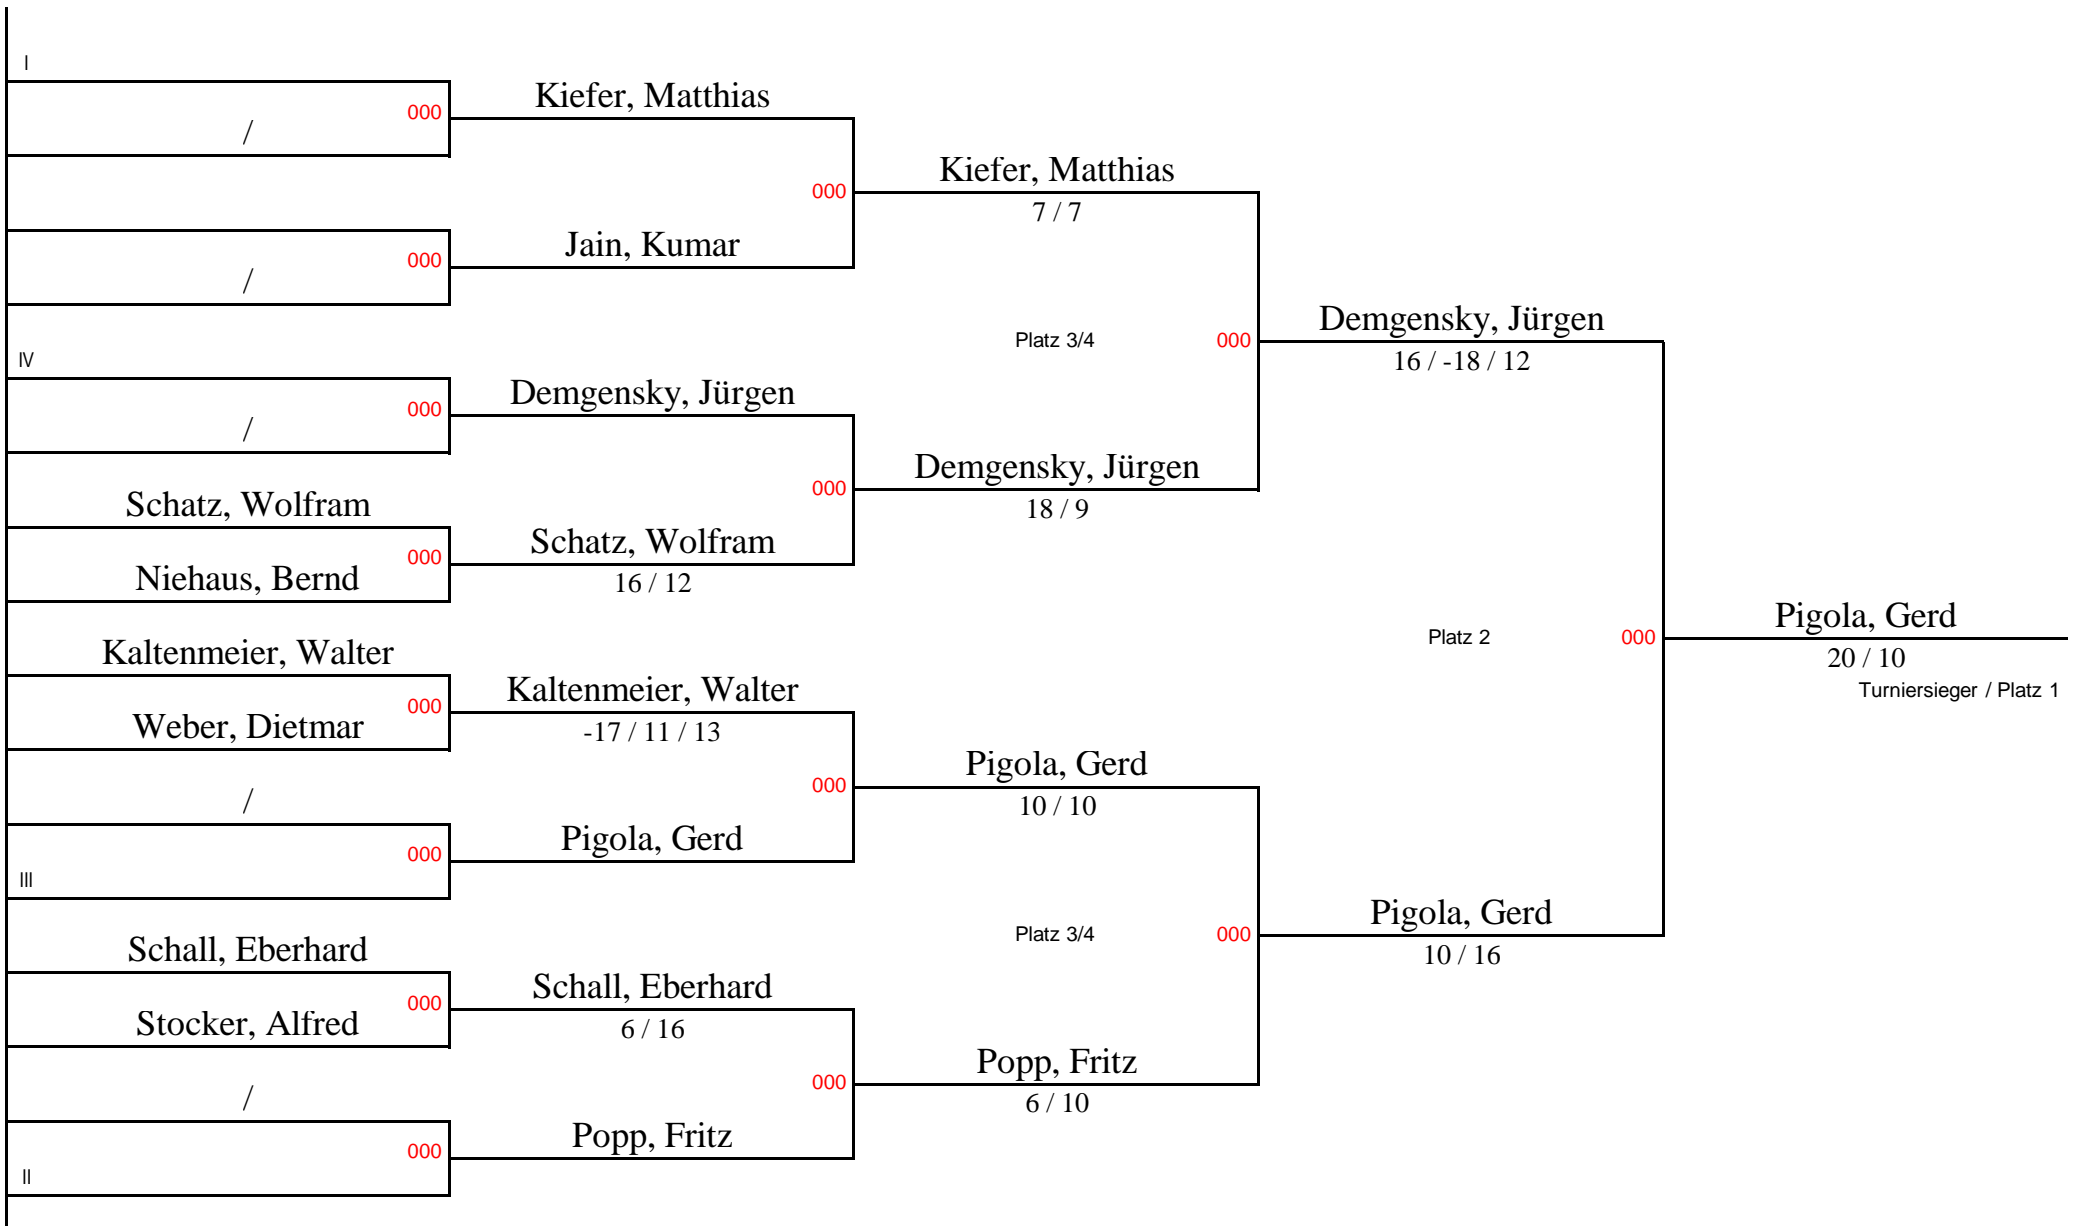 I
Kiefer, Matthias
000
/
Kiefer, Matthias
000
7 / 7
Jain, Kumar
000
/
Demgensky, Jürgen
Platz 3/4
000
IV
16 / -18 / 12
Demgensky, Jürgen
000
/
Demgensky, Jürgen
000
Schatz, Wolfram
18 / 9
Schatz, Wolfram
000
Niehaus, Bernd
16 / 12
Pigola, Gerd
Platz 2
000
Kaltenmeier, Walter
20 / 10
Kaltenmeier, Walter
Turniersieger / Platz 1
000
Weber, Dietmar
-17 / 11 / 13
Pigola, Gerd
000
/
10 / 10
Pigola, Gerd
000
III
Pigola, Gerd
Platz 3/4
000
Schall, Eberhard
10 / 16
Schall, Eberhard
000
Stocker, Alfred
6 / 16
Popp, Fritz
000
/
6 / 10
Popp, Fritz
000
II